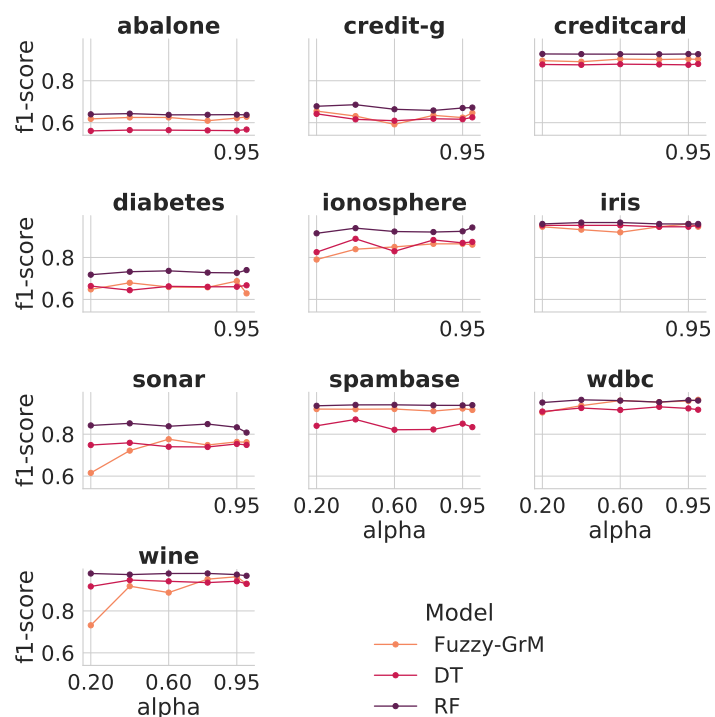 abalone
credit-g
creditcard
f1-score
0.8
0.6
0.95
0.95
0.95
diabetes
ionosphere
iris
f1-score
0.8
0.6
0.95
0.95
0.95
sonar
spambase
wdbc
f1-score
0.8
0.6
0.95
0.20 0.60 0.95
alpha
0.20 0.60 0.95
alpha
wine
f1-score
0.8
0.6
0.20 0.60 0.95
alpha
Model
Fuzzy-GrM
DT
RF